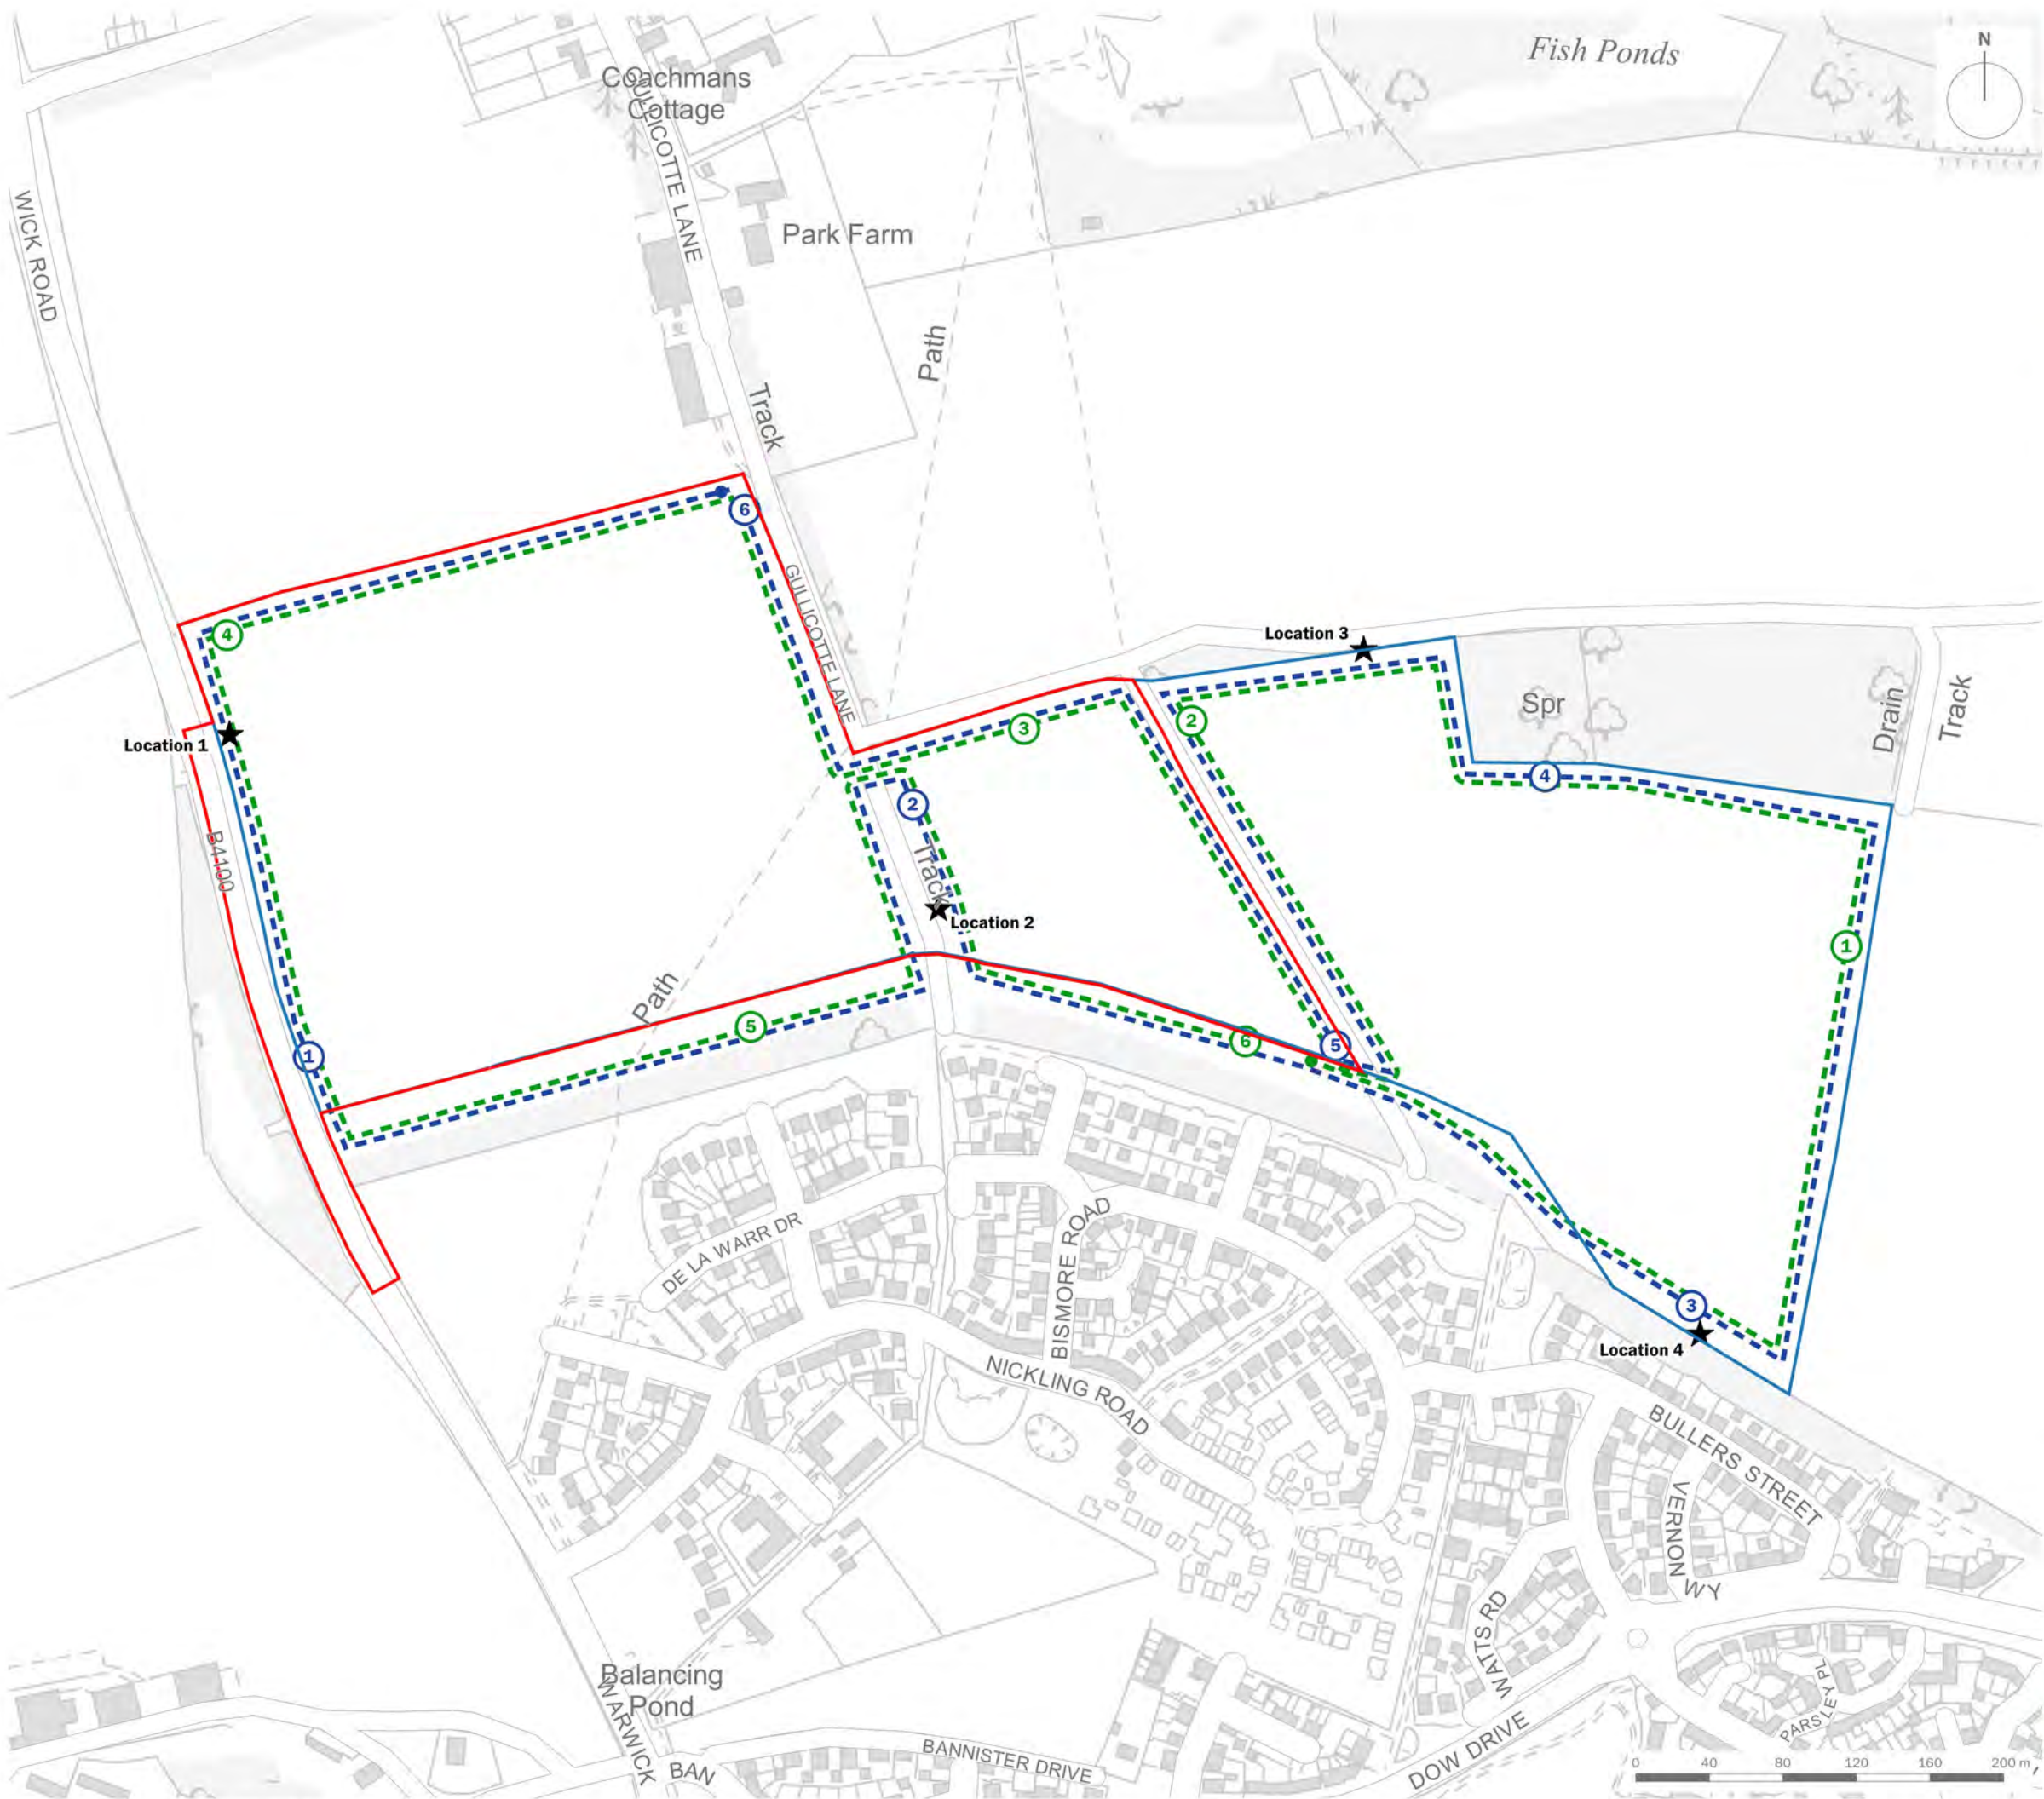 Fish Ponds
N
Coachmans
Cottage
GULLICOTTE LANE
WICK ROAD
Park Farm
Path
Track
6
4
GULLICOTTE LANE
Location 3
Spr
Drain
Track
2
3
Location 1
4
2
B4100
Track
Location 2
1
Path
5
6
5
1
DE LA WARR DR
BISMORE ROAD
3
Location 4
NICKLING ROAD
BULLERS STREET
VERNON
WY
WATTS RD
Balancing
Pond
WARWICK
PARSLEY PL
BAN
BANNISTER DRIVE
DOW DRIVE
0 40 80 120 160 200 m